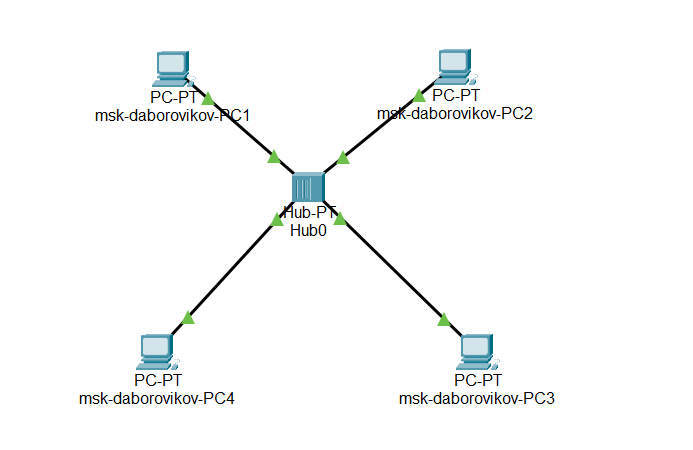 PC-PT
msk-daborovikov-PC1
PC-PT
msk-daborovikov-PC2
Hub-PT
Hub0
PC-PT
msk-daborovikov-PC4
PC-PT
msk-daborovikov-PC3